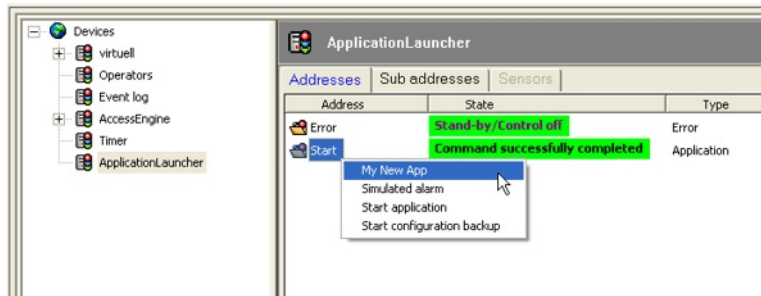 Devices
virtuell
Operators
Event log
AccessEngine
Timer
ApplicationLauncher
ApplicationLauncher
Addresses Sub addresses Sensors
Address State Type
Error Stand-by/Control off Error
Start Command successfully completed Application
My New App
Simulated alarm
Start application
Start configuration backup